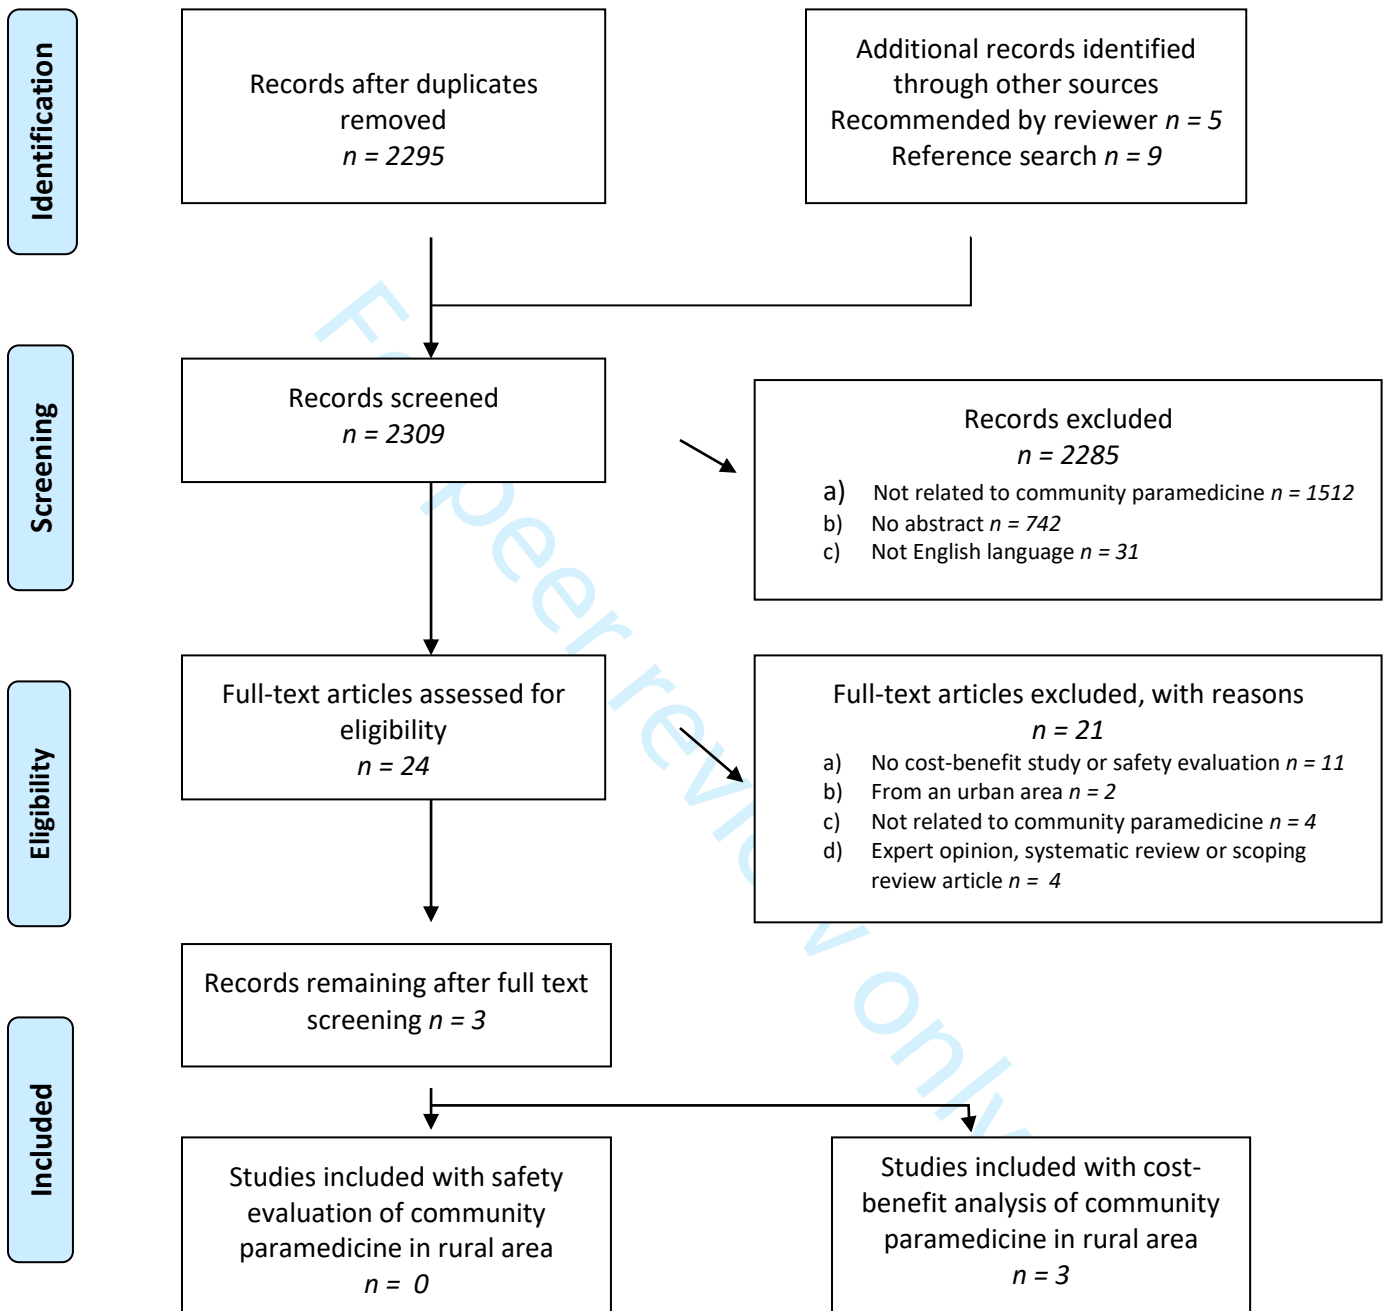 Identification
Records after duplicates
removed
n = 2295
Additional records identified
through other sources
Recommended by reviewer n = 5
Reference search n = 9
Screening
Records screened
n = 2309
Records excluded
n = 2285
a) Not related to community paramedicine n = 1512
b) No abstract n = 742
c) Not English language n = 31
Eligibility
Full-text articles assessed for
eligibility
n = 24
Full-text articles excluded, with reasons
n = 21
a) No cost-benefit study or safety evaluation n = 11
b) From an urban area n = 2
c) Not related to community paramedicine n = 4
d) Expert opinion, systematic review or scoping
review article n = 4
Records remaining after full text
screening n = 3
Included
Studies included with safety
evaluation of community
paramedicine in rural area
n = 0
Studies included with cost-
benefit analysis of community
paramedicine in rural area
n = 3
For peer review only